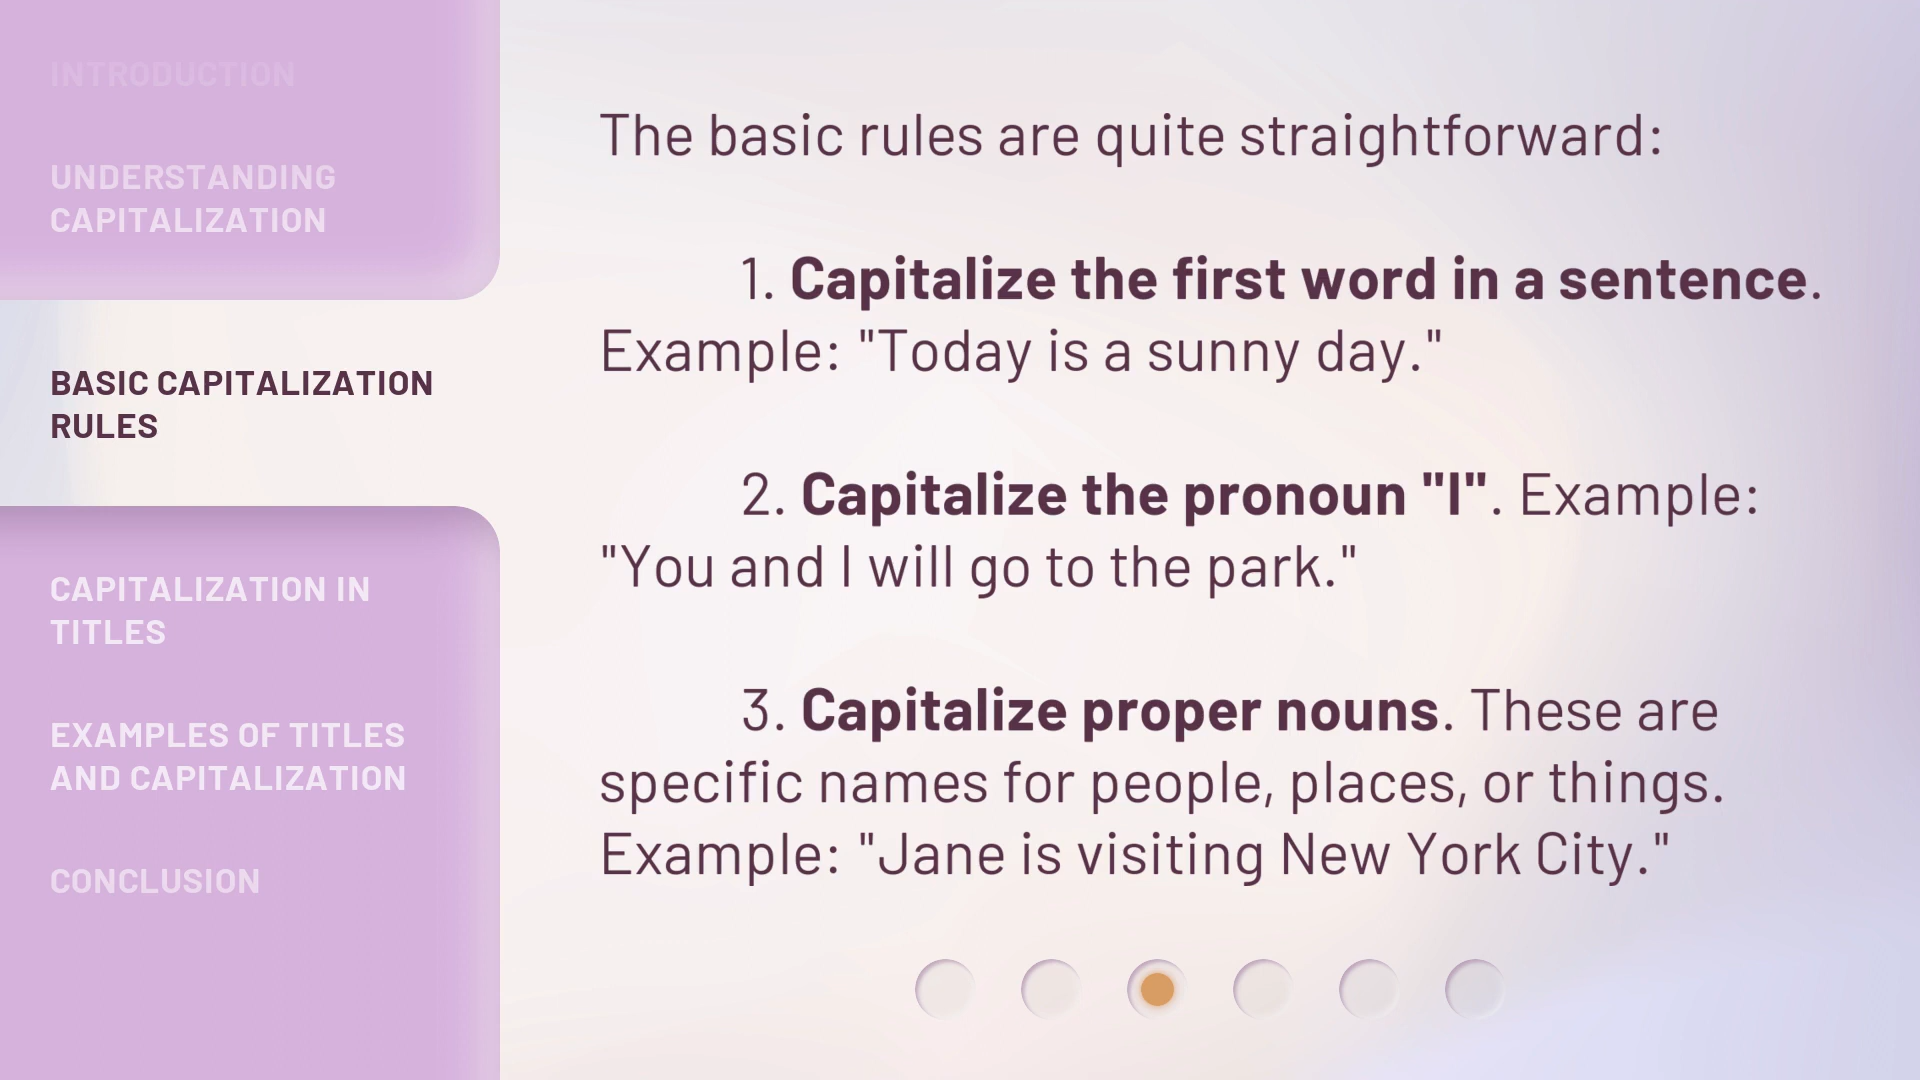 INTRODUCTION
UNDERSTANDING
CAPITALIZATION
BASIC CAPITALIZATION
RULES
CAPITALIZATION IN
TITLES
EXAMPLES OF TITLES
AND CAPITALIZATION
CONCLUSION
The basic rules are quite straightforward:
1. Capitalize the first word in a sentence.
Example: "Today is a sunny day."
2. Capitalize the pronoun "I". Example:
"You and I will go to the park."
3. Capitalize proper nouns. These are
specific names for people, places, or things.
Example: "Jane is visiting New York City."